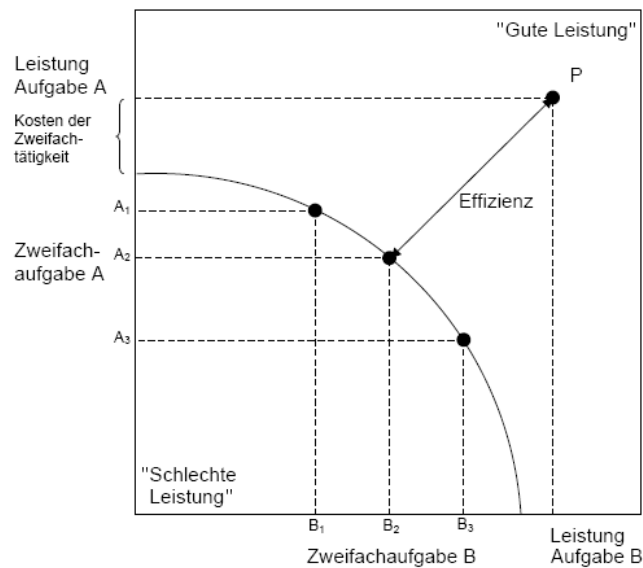 "Gute Leistung"
Leistung
Aufgabe A
P
Kosten der
Zweifach-
tätigkeit
A1
Effizienz
Zweifach-
aufgabe A
A2
A3
"Schlechte
Leistung"
B1 B2 B3
Zweifachaufgabe B
Leistung
Aufgabe B